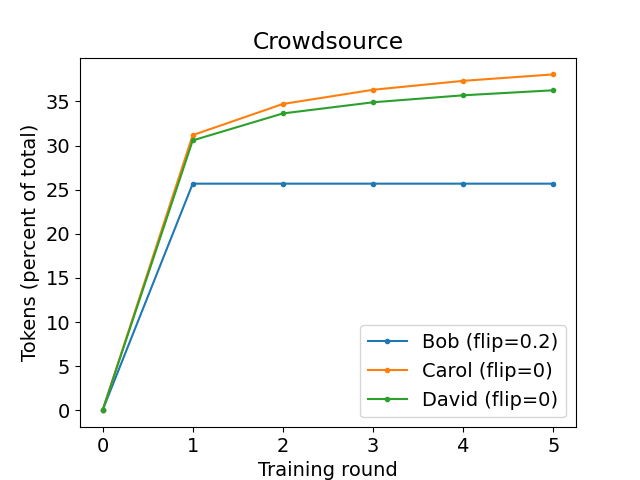 Crowdsource
Tokens (percent of total)
35
30
25
20
15
10
5
0
Bob (flip=0.2)
Carol (flip=0)
David (flip=0)
0 1 2 3 4 5
Training round